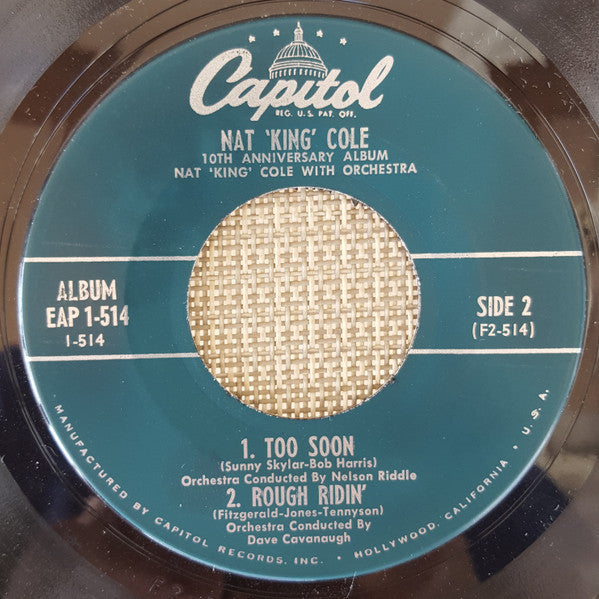 Capitol
REG. U.S. PAT. OFF.
NAT 'KING' COLE
10TH ANNIVERSARY ALBUM
NAT 'KING' COLE WITH ORCHESTRA
ALBUM
EAP 1-514
1-514
SIDE 2
(F2-514)
1. TOO SOON
(Sunny Skylar-Bob Harris)
Orchestra Conducted By Nelson Riddle
2. ROUGH RIDIN'
(Fitzgerald-Jones-Tennyson)
Orchestra Conducted By
Dave Cavanaugh
MANUFACTURED BY CAPITOL RECORDS, INC. • HOLLYWOOD, CALIFORNIA • U.S.A.